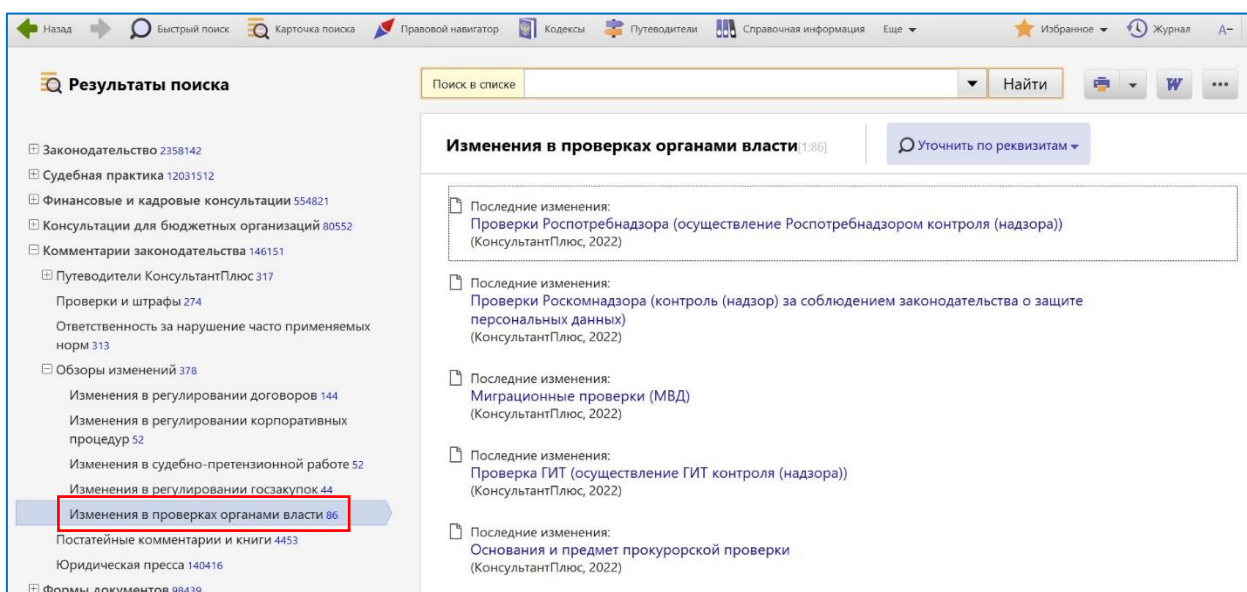 Назад Быстрый поиск Карточка поиска Правовой навигатор Кодексы Путеводители Справочная информация Еще Избранное Журнал А−
Результаты поиска
Поиск в списке Найти W ...
Законодательство 2358142
Судебная практика 12031512
Финансовые и кадровые консультации 554821
Консультации для бюджетных организаций 80552
Комментарии законодательства 146151
Путеводители КонсультантПлюс 317
Проверки и штрафы 274
Ответственность за нарушение часто применяемых
норм 313
Обзоры изменений 378
Изменения в регулировании договоров 144
Изменения в регулировании корпоративных
процедур 52
Изменения в судебно-претензионной работе 52
Изменения в регулировании госзакупок 44
Изменения в проверках органами власти 86
Постатейные комментарии и книги 4453
Юридическая пресса 140416
Формы документов 98439
Изменения в проверках органами власти[1:86] Уточнить по реквизитам
Последние изменения:
Проверки Роспотребнадзора (осуществление Роспотребнадзором контроля (надзора))
(КонсультантПлюс, 2022)
Последние изменения:
Проверки Роскомнадзора (контроль (надзор) за соблюдением законодательства о защите
персональных данных)
(КонсультантПлюс, 2022)
Последние изменения:
Миграционные проверки (МВД)
(КонсультантПлюс, 2022)
Последние изменения:
Проверка ГИТ (осуществление ГИТ контроля (надзора))
(КонсультантПлюс, 2022)
Последние изменения:
Основания и предмет прокурорской проверки
(КонсультантПлюс, 2022)